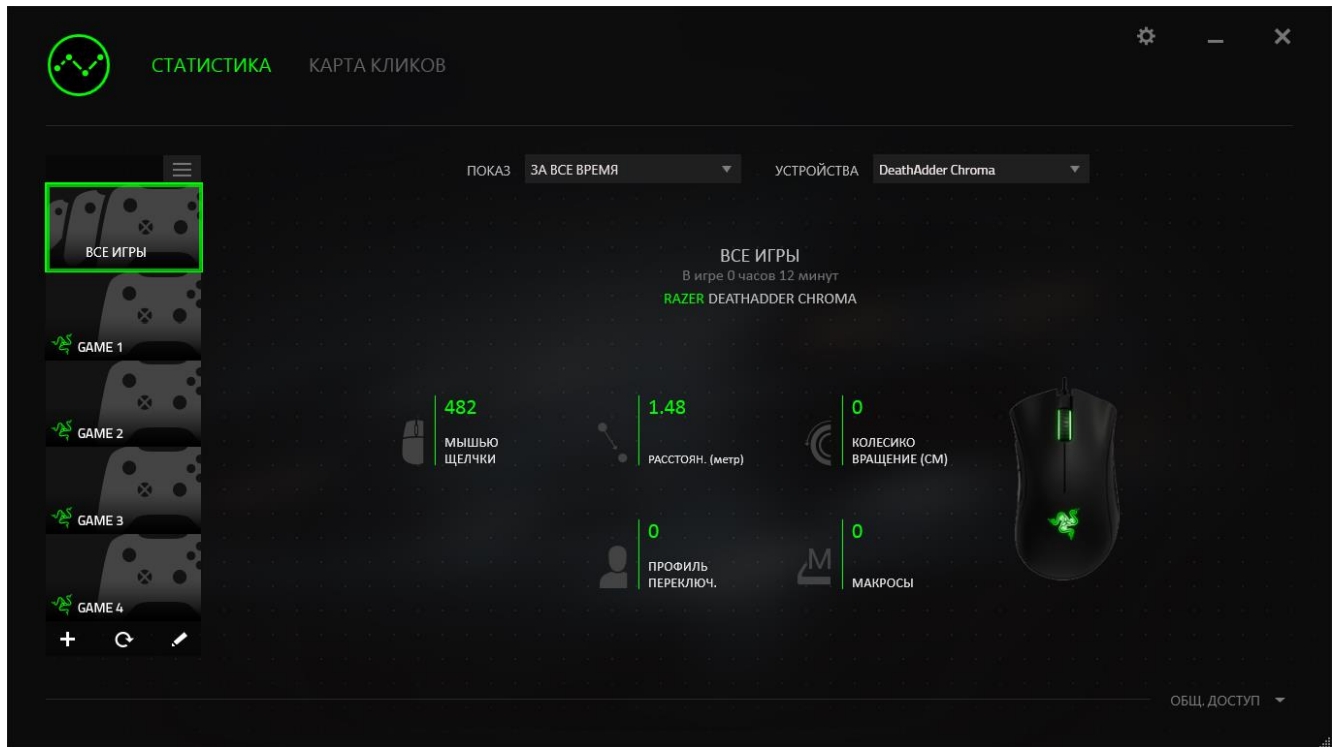 СТАТИСТИКА КАРТА КЛИКОВ
ПОКАЗ ЗА ВСЕ ВРЕМЯ УСТРОЙСТВА DeathAdder Chroma
ВСЕ ИГРЫ
GAME 1
GAME 2
GAME 3
GAME 4
ВСЕ ИГРЫ
В игре 0 часов 12 минут
RAZER DEATHADDER CHROMA
482
МЫШЬЮ
ЩЕЛЧКИ
1.48
РАССТОЯН. (метр)
0
КОЛЕСИКО
ВРАЩЕНИЕ (СМ)
0
ПРОФИЛЬ
ПЕРЕКЛЮЧ.
0
МАКРОСЫ
ОБЩ. ДОСТУП